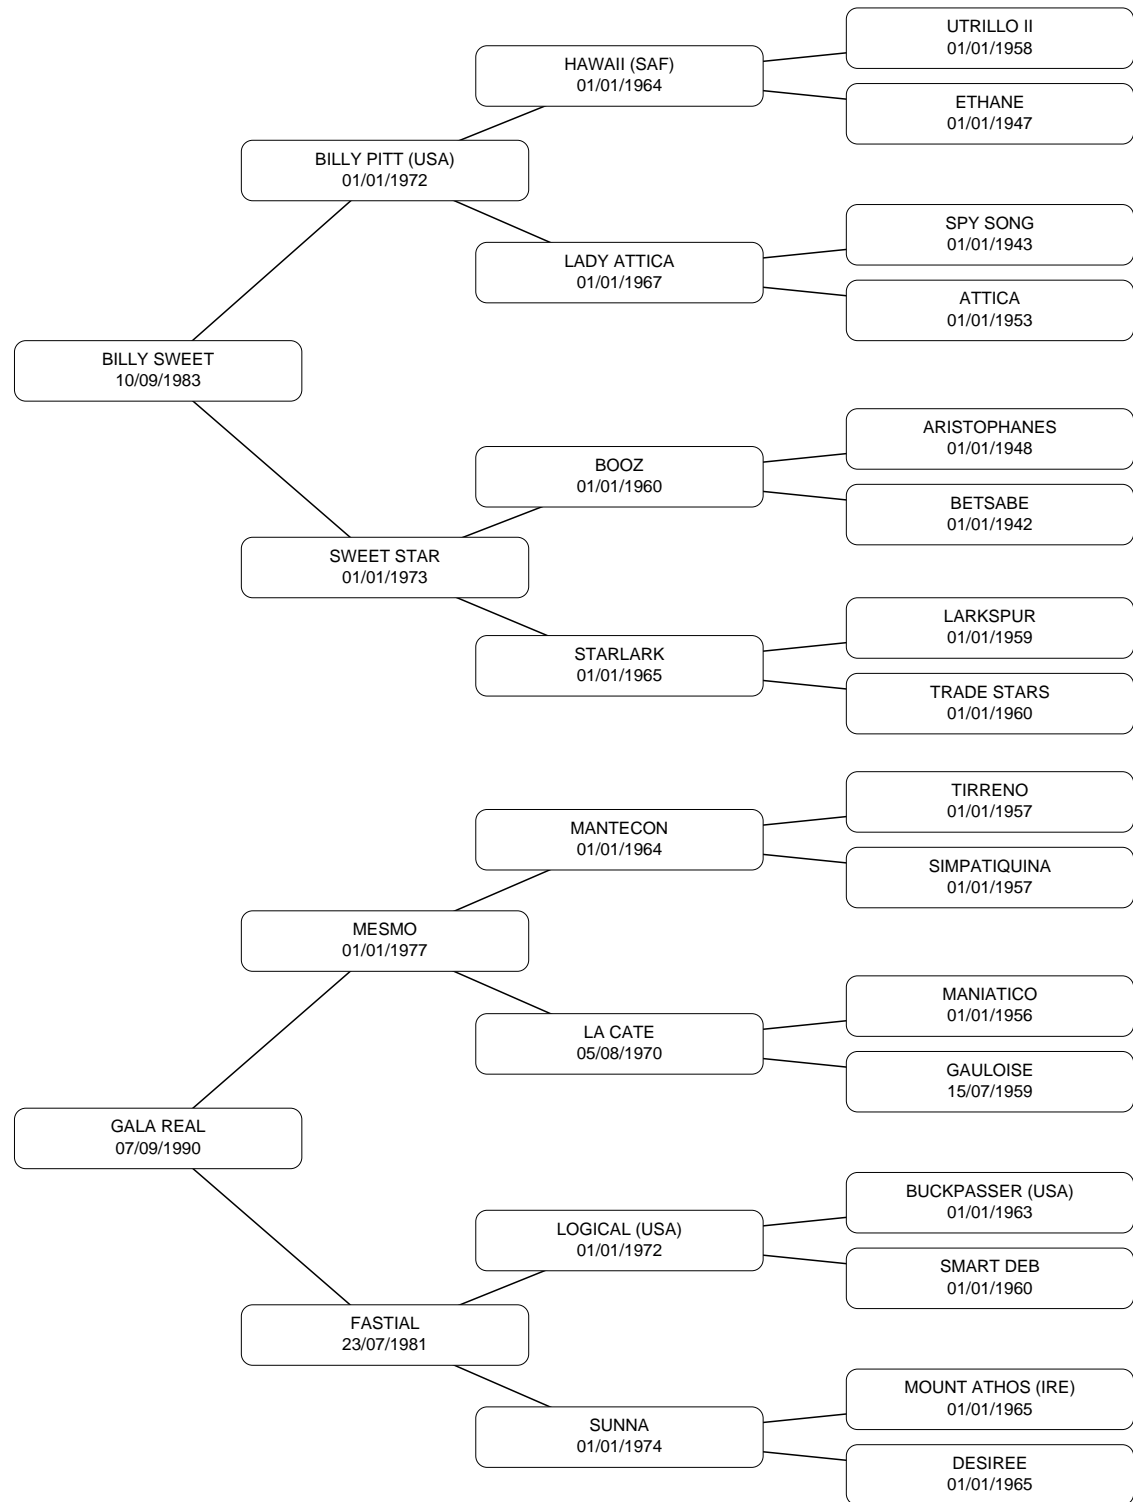 UTRILLO II
01/01/1958
HAWAII (SAF)
01/01/1964
ETHANE
01/01/1947
BILLY PITT (USA)
01/01/1972
SPY SONG
01/01/1943
LADY ATTICA
01/01/1967
ATTICA
01/01/1953
BILLY SWEET
10/09/1983
ARISTOPHANES
01/01/1948
BOOZ
01/01/1960
BETSABE
01/01/1942
SWEET STAR
01/01/1973
LARKSPUR
01/01/1959
STARLARK
01/01/1965
TRADE STARS
01/01/1960
TIRRENO
01/01/1957
MANTECON
01/01/1964
SIMPATIQUINA
01/01/1957
MESMO
01/01/1977
MANIATICO
01/01/1956
LA CATE
05/08/1970
GAULOISE
15/07/1959
GALA REAL
07/09/1990
BUCKPASSER (USA)
01/01/1963
LOGICAL (USA)
01/01/1972
SMART DEB
01/01/1960
FASTIAL
23/07/1981
MOUNT ATHOS (IRE)
01/01/1965
SUNNA
01/01/1974
DESIREE
01/01/1965